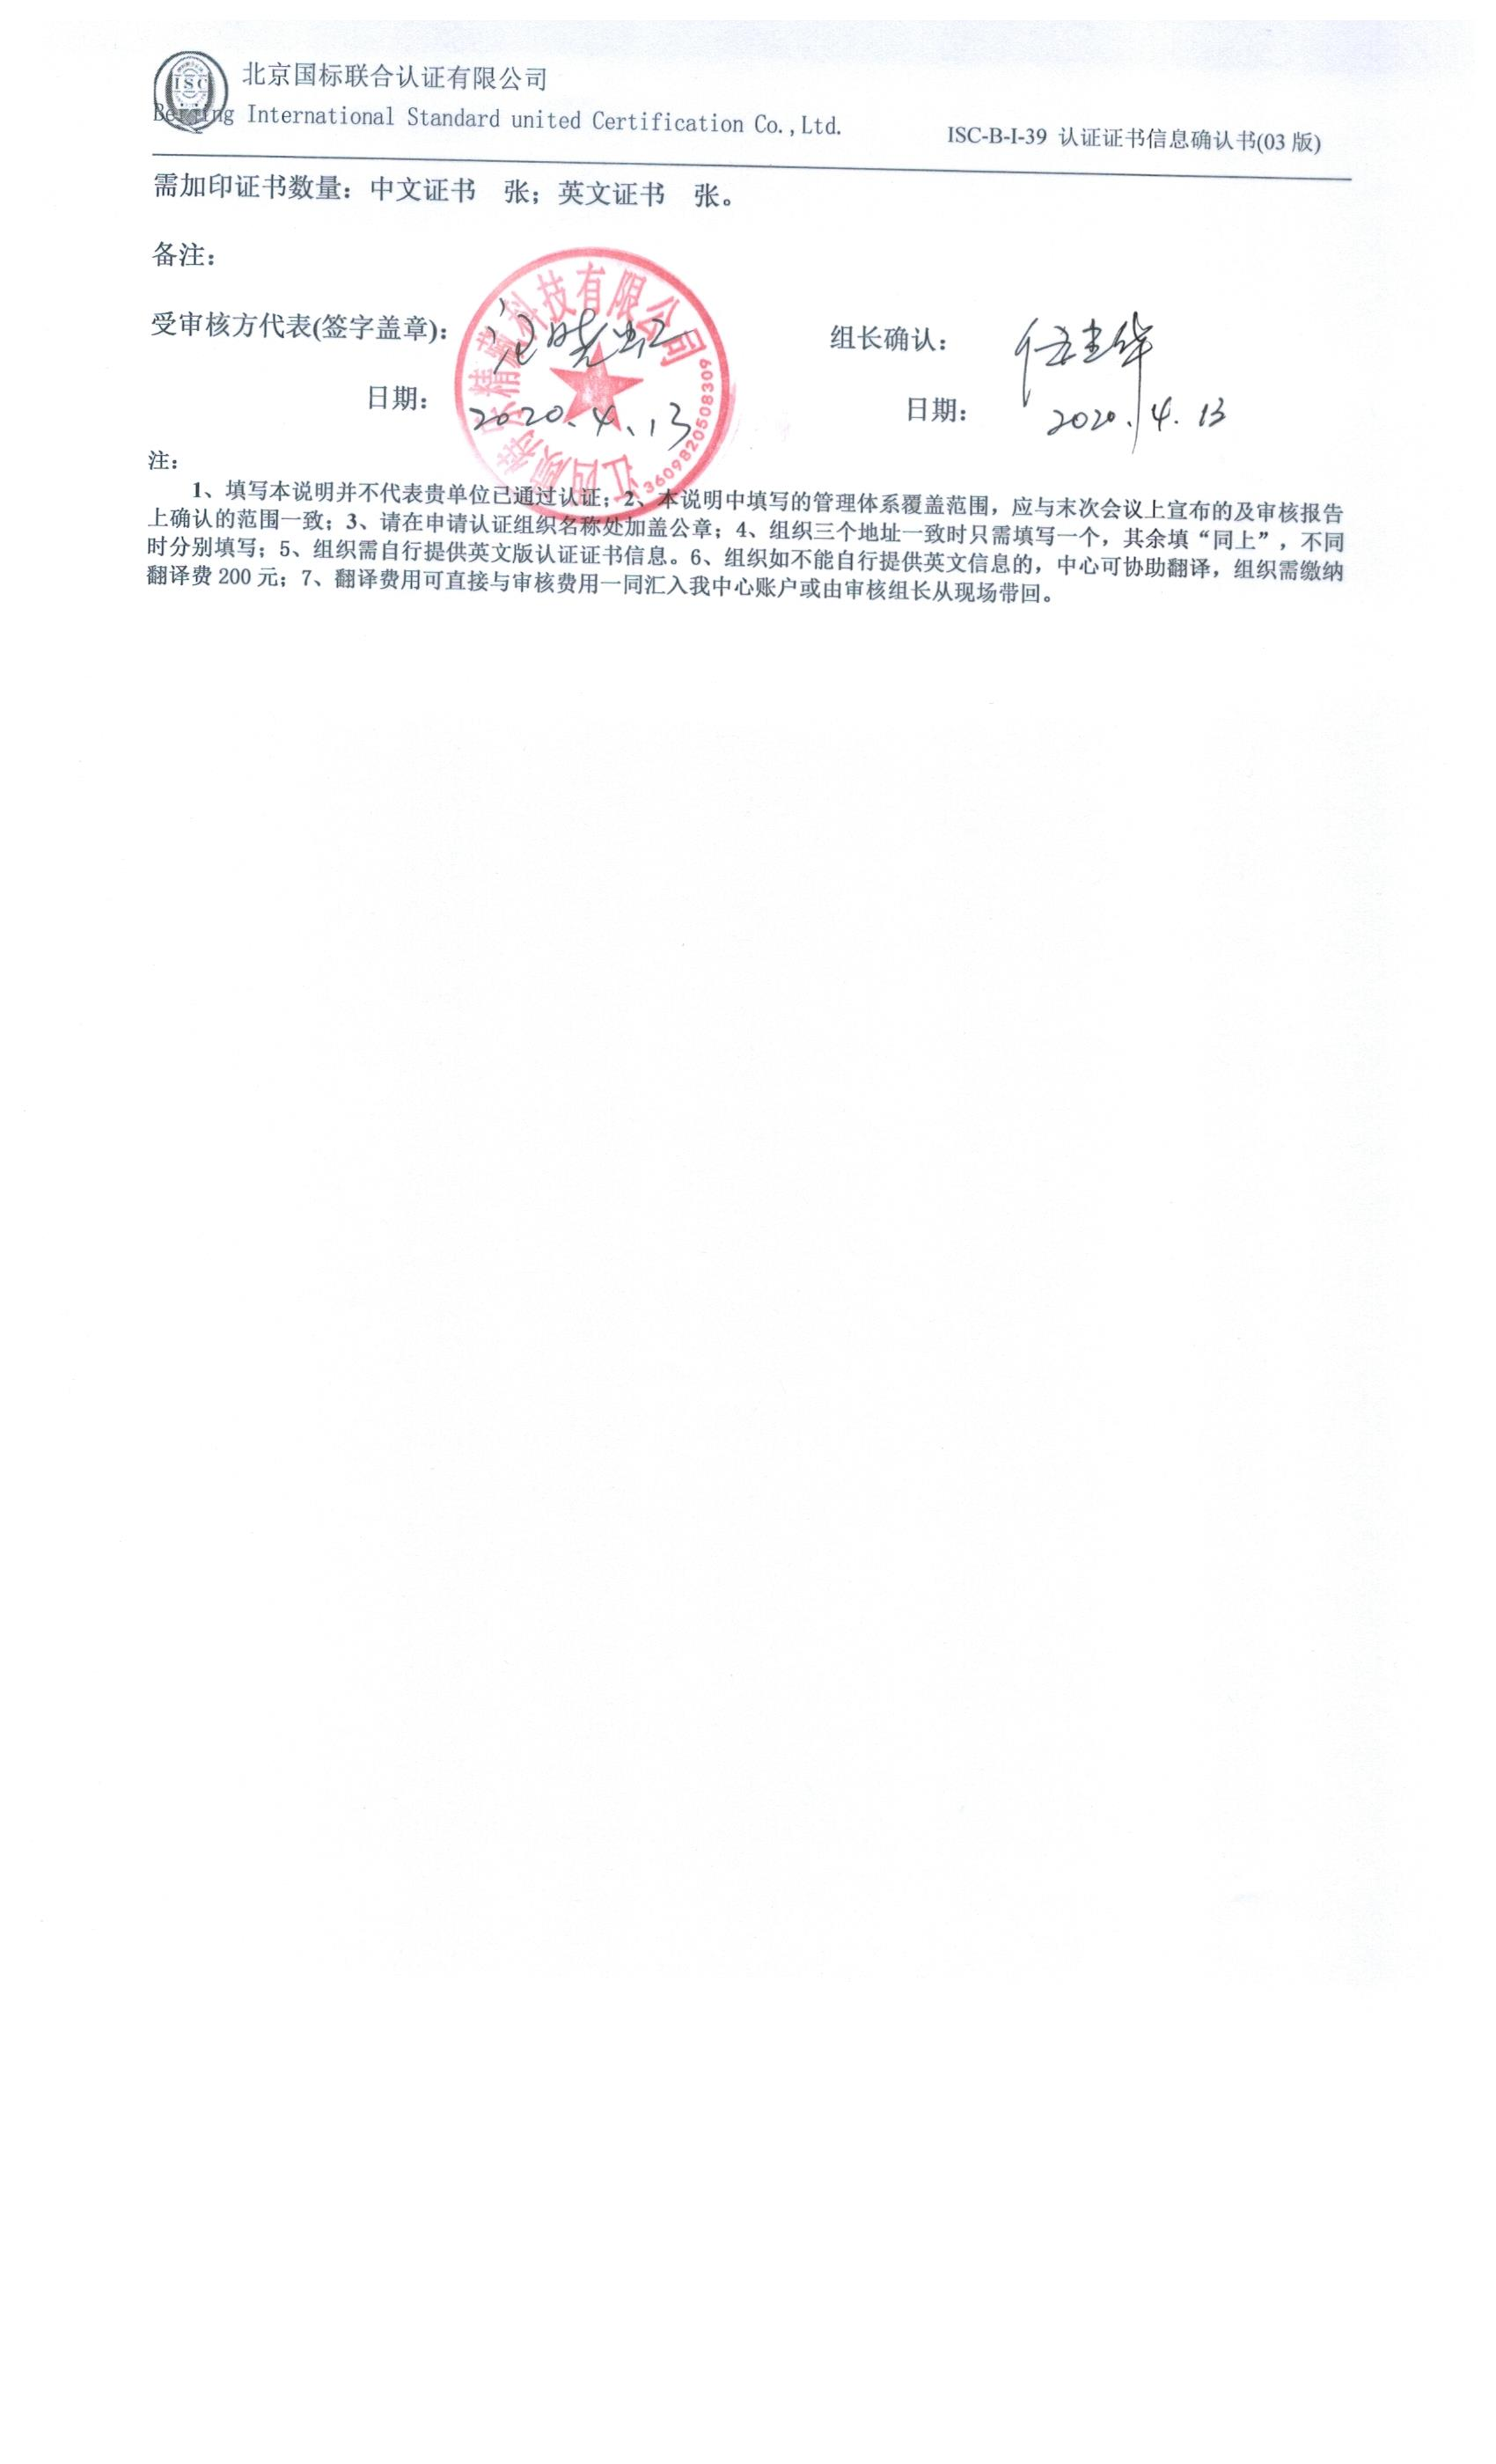 ISC
北京国标联合认证有限公司
Beijing International Standard united Certification Co.,Ltd.
ISC-B-I-39 认证证书信息确认书(03 版)
需加印证书数量：中文证书 张；英文证书 张。
备注：
受审核方代表(签字盖章)：
组长确认：
日期：2020.4.13
日期：2020.4.13
科技有限公司
3609820508309
注：
1、填写本说明并不代表贵单位已通过认证；2、本说明中填写的管理体系覆盖范围，应与末次会议上宣布的及审核报告
上确认的范围一致；3、请在申请认证组织名称处加盖公章；4、组织三个地址一致时只需填写一个，其余填“同上”，不同
时分别填写；5、组织需自行提供英文版认证证书信息。6、组织如不能自行提供英文信息的，中心可协助翻译，组织需缴纳
翻译费 200 元；7、翻译费用可直接与审核费用一同汇入我中心账户或由审核组长从现场带回。